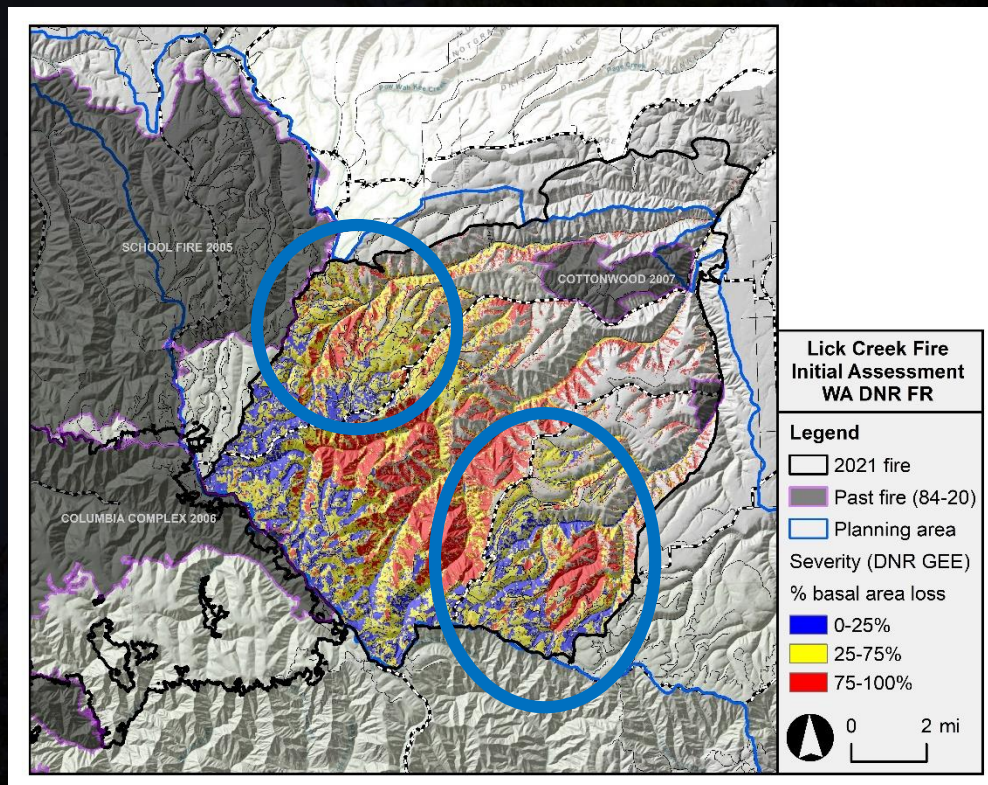 SCHOOL FIRE 2005
COTTONWOOD 2007
COLUMBIA COMPLEX 2006
Lick Creek Fire
Initial Assessment
WA DNR FR
Legend
2021 fire
Past fire (84-20)
Planning area
Severity (DNR GEE)
% basal area loss
0-25%
25-75%
75-100%
0 2 mi